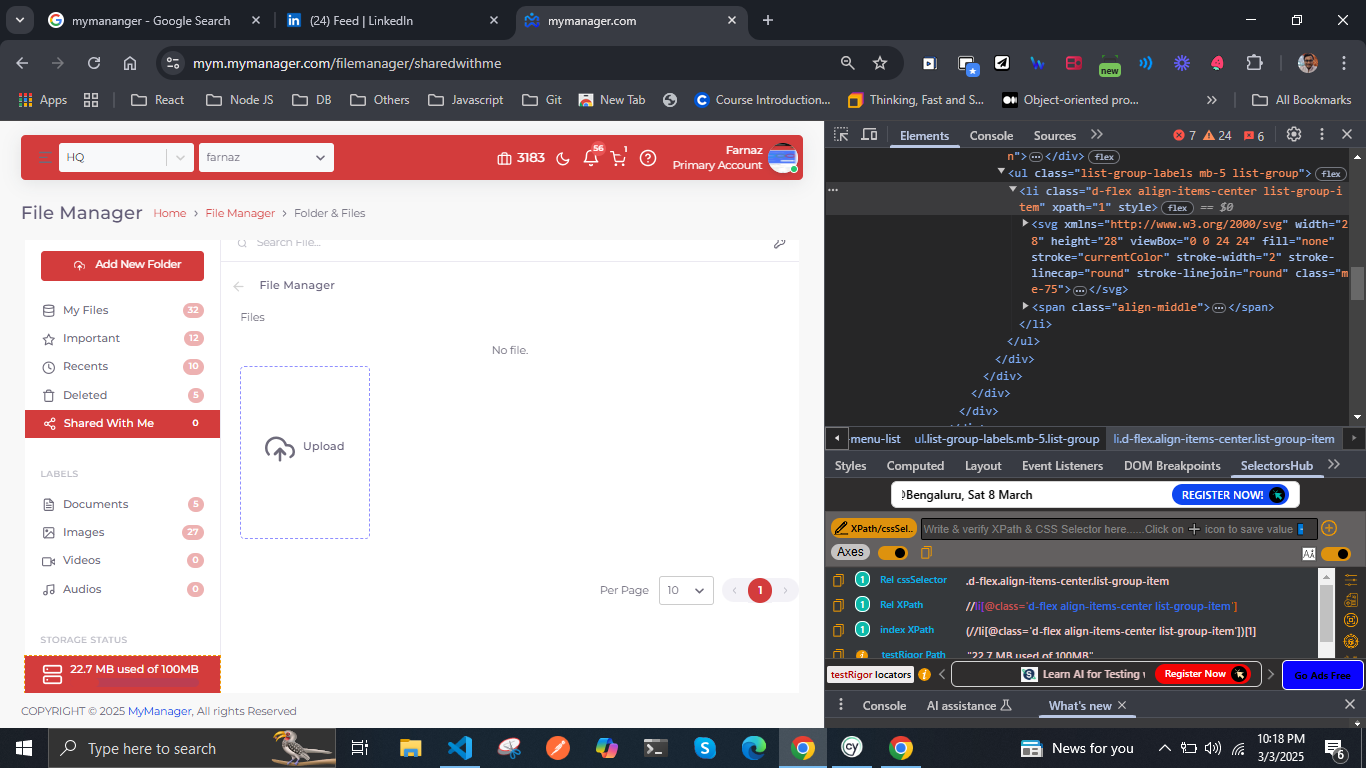 mymananger - Google Search
(24) Feed | LinkedIn
mymanager.com
mym.mymanager.com/filemanager/sharedwithme
new
Apps
React
Node JS
DB
Others
Javascript
Git
New Tab
Course Introduction...
Thinking, Fast and S...
Object-oriented pro...
All Bookmarks
HQ
farnaz
3183
56
1
Farnaz
Primary Account
File Manager
Home > File Manager > Folder & Files
Add New Folder
My Files 32
Important 12
Recents 10
Deleted 5
Shared With Me 0
LABELS
Documents 5
Images 27
Videos 0
Audios 0
STORAGE STATUS
22.7 MB used of 100MB
Search File...
File Manager
Files
No file.
Upload
Per Page 10
1
COPYRIGHT © 2025 MyManager, All rights Reserved
Elements Console Sources 7 24 6
n">…</div> flex
<ul class="list-group-labels mb-5 list-group"> flex
<li class="d-flex align-items-center list-group-i
tem" xpath="1" style> flex == $0
<svg xmlns="http://www.w3.org/2000/svg" width="2
8" height="28" viewBox="0 0 24 24" fill="none"
stroke="currentColor" stroke-width="2" stroke-
linecap="round" stroke-linejoin="round" class="m
e-75">…</svg>
<span class="align-middle">…</span>
</li>
</ul>
</div>
</div>
</div>
</div>
-menu-list ul.list-group-labels.mb-5.list-group li.d-flex.align-items-center.list-group-item
Styles Computed Layout Event Listeners DOM Breakpoints SelectorsHub
Bengaluru, Sat 8 March REGISTER NOW!
XPath/cssSel.. Write & verify XPath & CSS Selector here......Click on + icon to save value
Axes
1 Rel cssSelector .d-flex.align-items-center.list-group-item
1 Rel XPath //li[@class='d-flex align-items-center list-group-item']
1 index XPath (//li[@class='d-flex align-items-center list-group-item'])[1]
testRigor Path "22.7 MB used of 100MB"
testRigor locators Learn AI for Testing Register Now Go Ads Free
Console AI assistance What's new
Type here to search
News for you
10:18 PM
3/3/2025
6